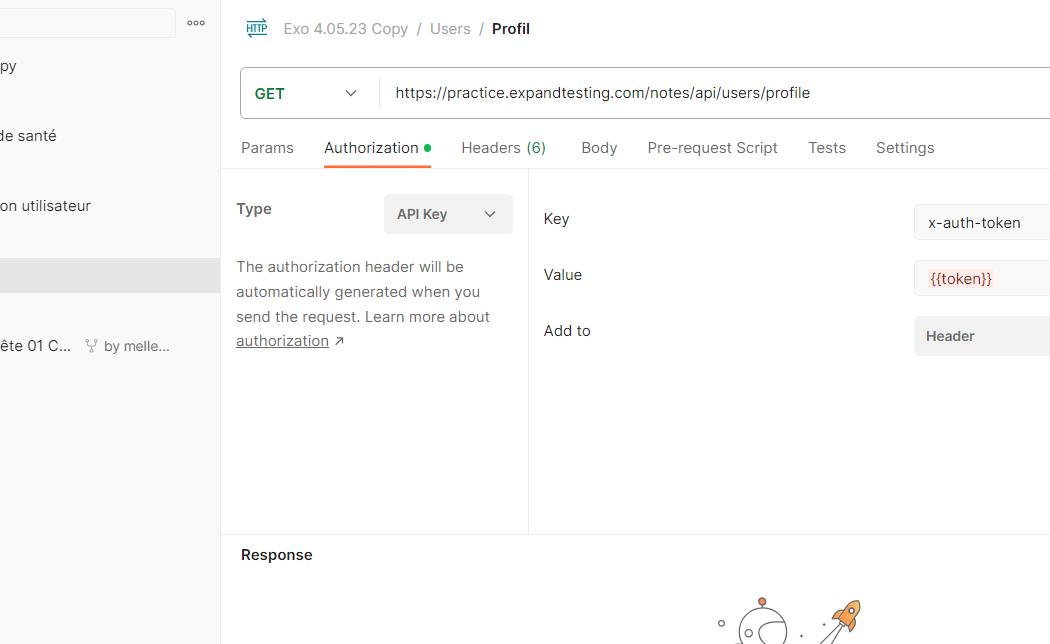 HTTP Exo 4.05.23 Copy / Users / Profil
py
GET https://practice.expandtesting.com/notes/api/users/profile
de santé
Params Authorization Headers (6) Body Pre-request Script Tests Settings
on utilisateur
Type API Key
The authorization header will be
automatically generated when you
send the request. Learn more about
authorization ↗
Key x-auth-token
Value {{token}}
Add to Header
ête 01 C... by melle...
Response